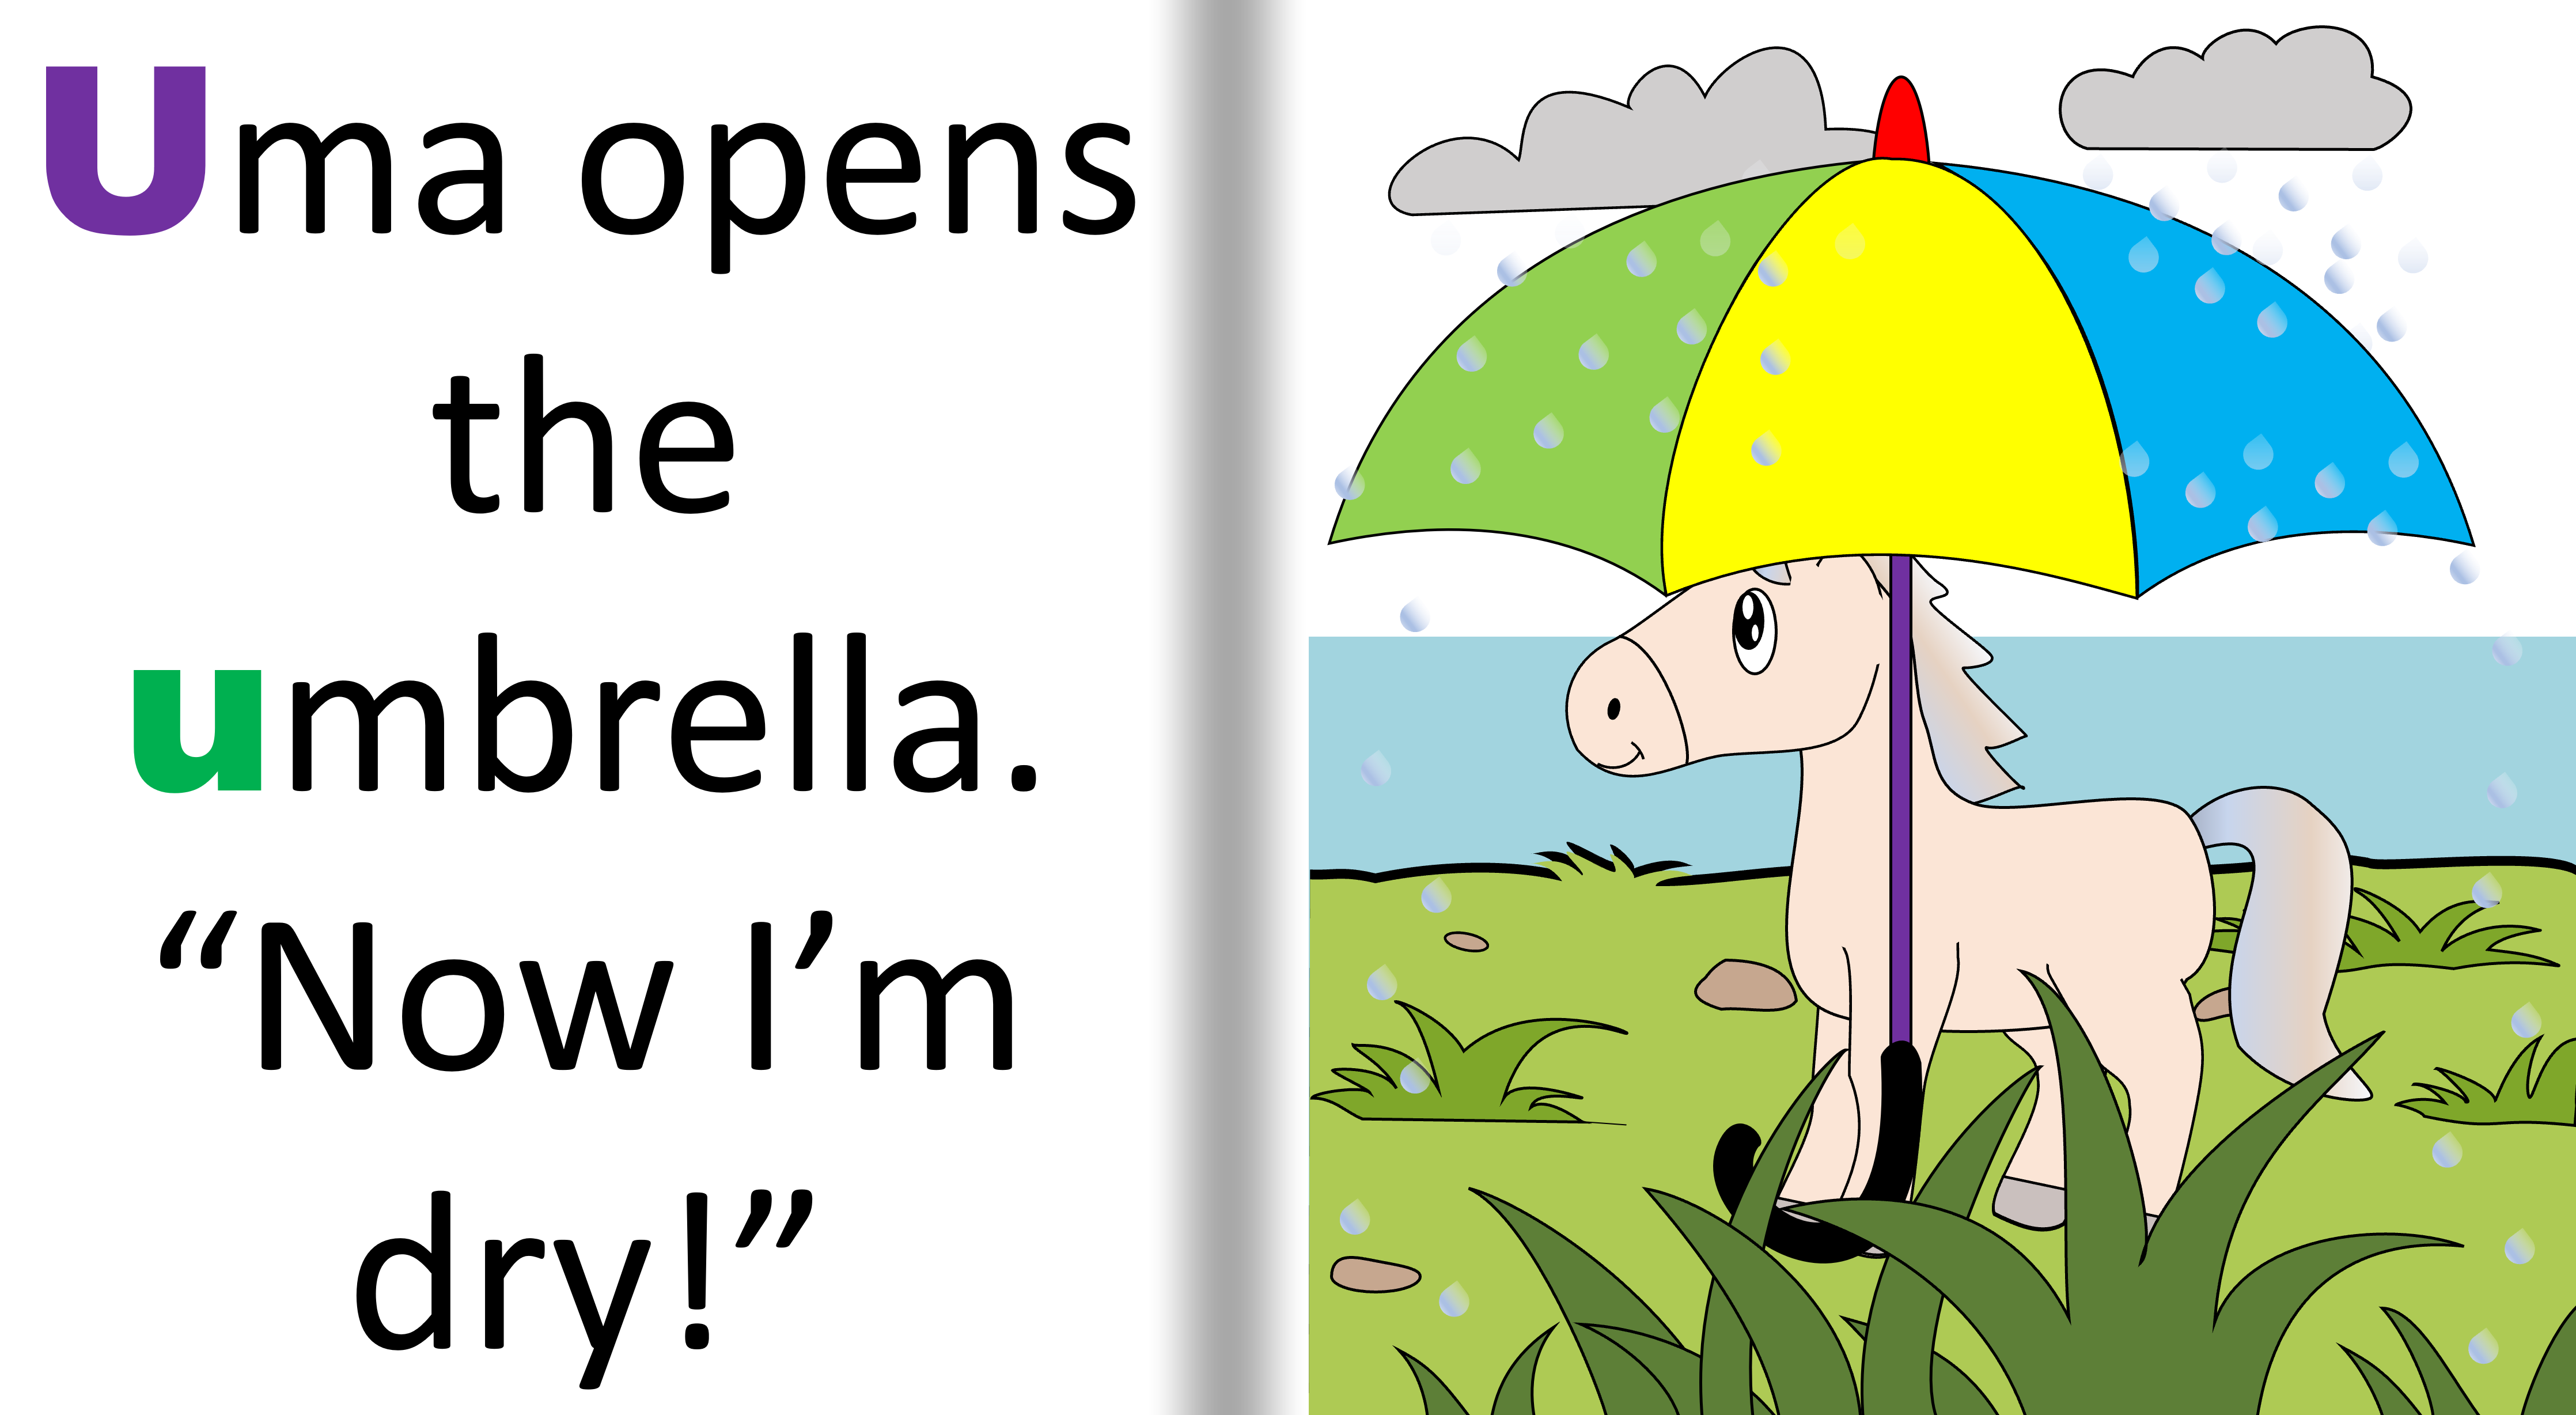 Uma opens
the
umbrella.
“Now I’m
dry!”